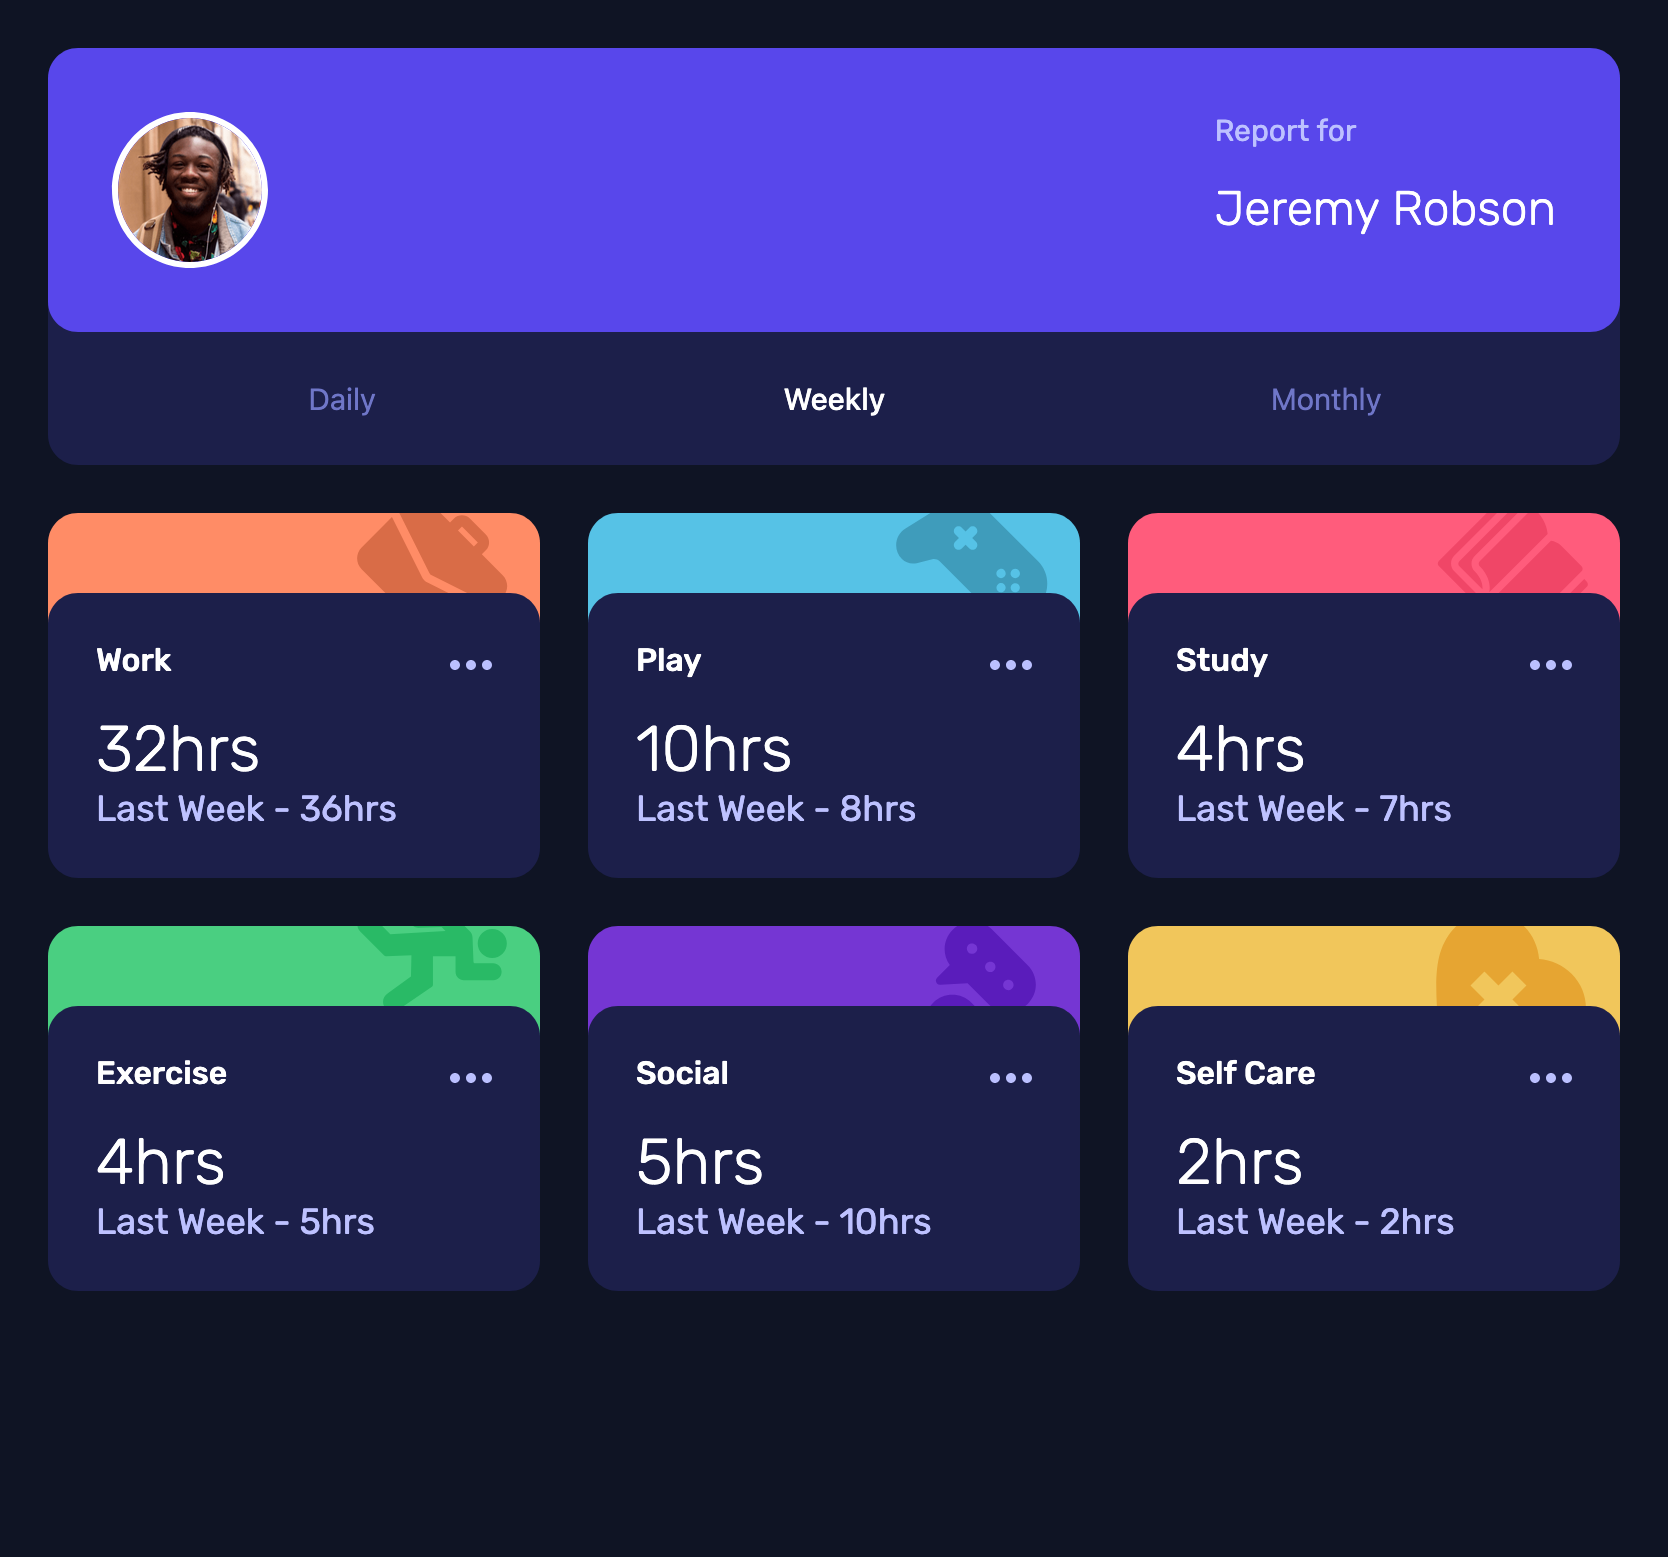 Report for
Jeremy Robson
Daily
Weekly
Monthly
Work
32hrs
Last Week - 36hrs
Play
10hrs
Last Week - 8hrs
Study
4hrs
Last Week - 7hrs
Exercise
4hrs
Last Week - 5hrs
Social
5hrs
Last Week - 10hrs
Self Care
2hrs
Last Week - 2hrs